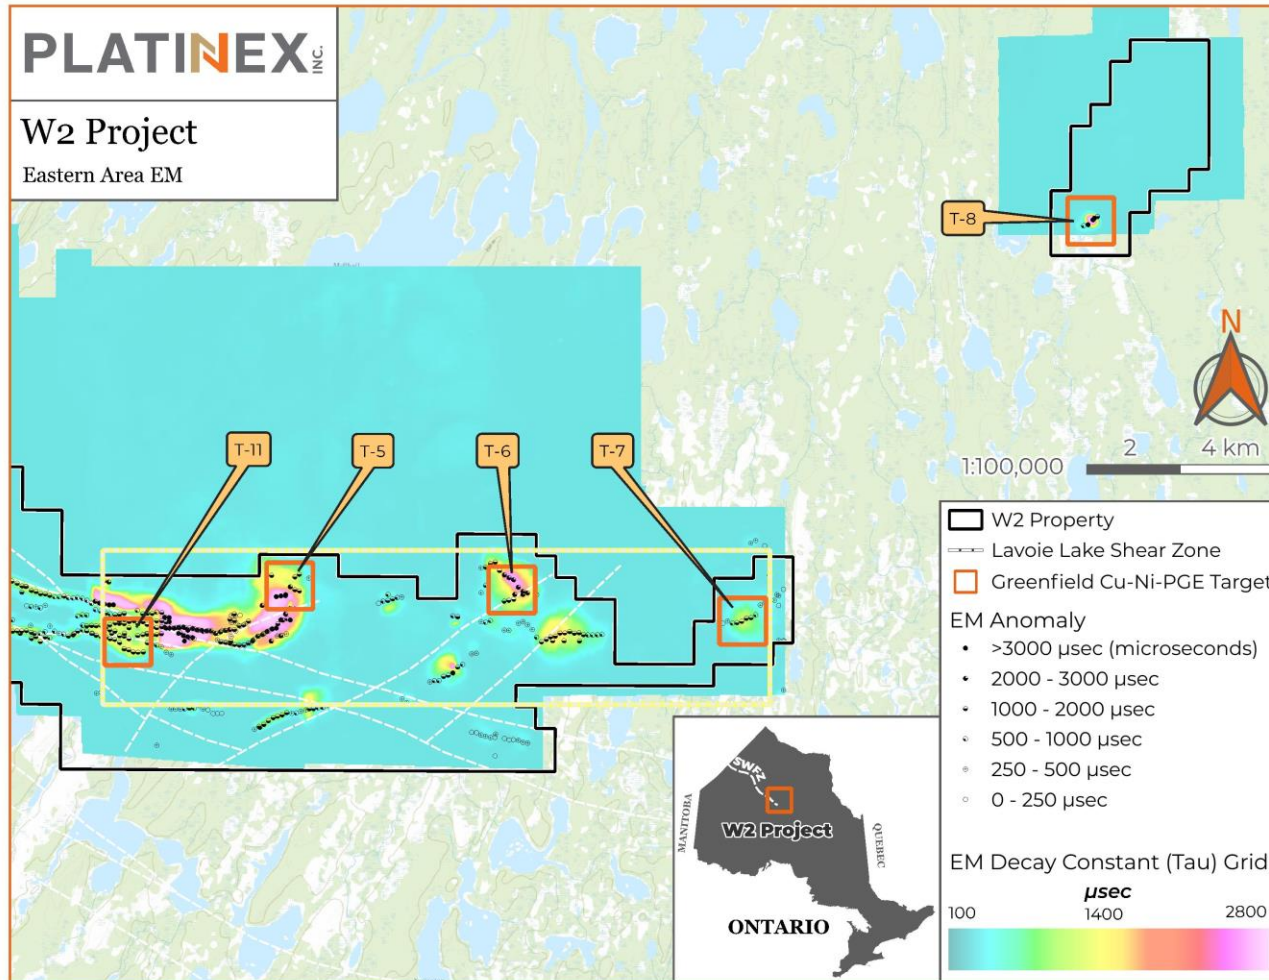 PLATINEX INC.
W2 Project
Eastern Area EM
T-8
N
2 4 km
1:100,000
T-11
T-5
T-6
T-7
W2 Property
Lavoie Lake Shear Zone
Greenfield Cu-Ni-PGE Target
EM Anomaly
>3000 µsec (microseconds)
2000 - 3000 µsec
1000 - 2000 µsec
500 - 1000 µsec
250 - 500 µsec
0 - 250 µsec
EM Decay Constant (Tau) Grid
µsec
100 1400 2800
SWFZ
MANITOBA
W2 Project
QUEBEC
ONTARIO